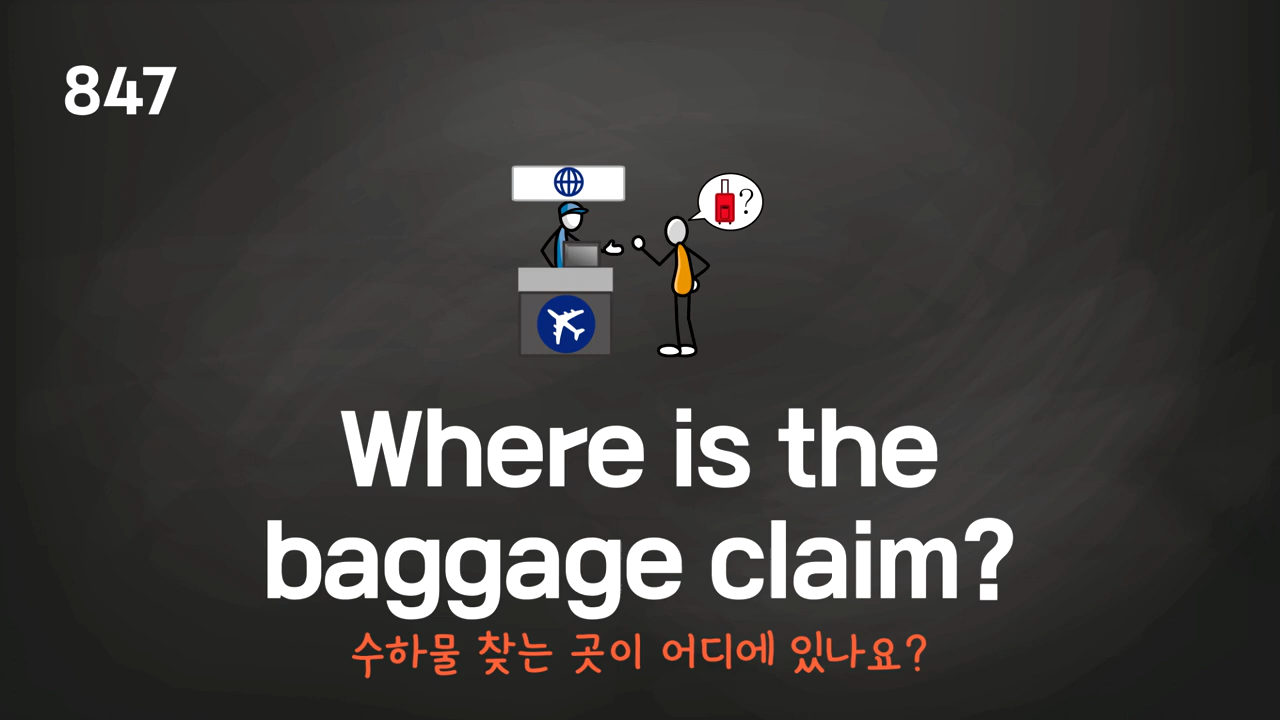 847
?
Where is the
baggage claim?
수하물 찾는 곳이 어디에 있나요?